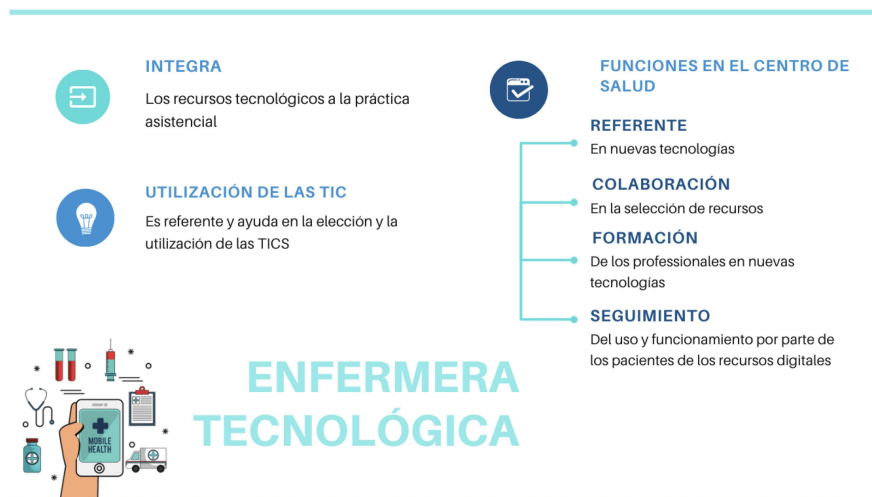 INTEGRA
Los recursos tecnológicos a la práctica
asistencial
UTILIZACIÓN DE LAS TIC
Es referente y ayuda en la elección y la
utilización de las TICS
FUNCIONES EN EL CENTRO DE
SALUD
REFERENTE
En nuevas tecnologías
COLABORACIÓN
En la selección de recursos
FORMACIÓN
De los professionales en nuevas
tecnologías
SEGUIMIENTO
Del uso y funcionamiento por parte de
los pacientes de los recursos digitales
ENFERMERA
TECNOLÓGICA
MOBILE
HEALTH